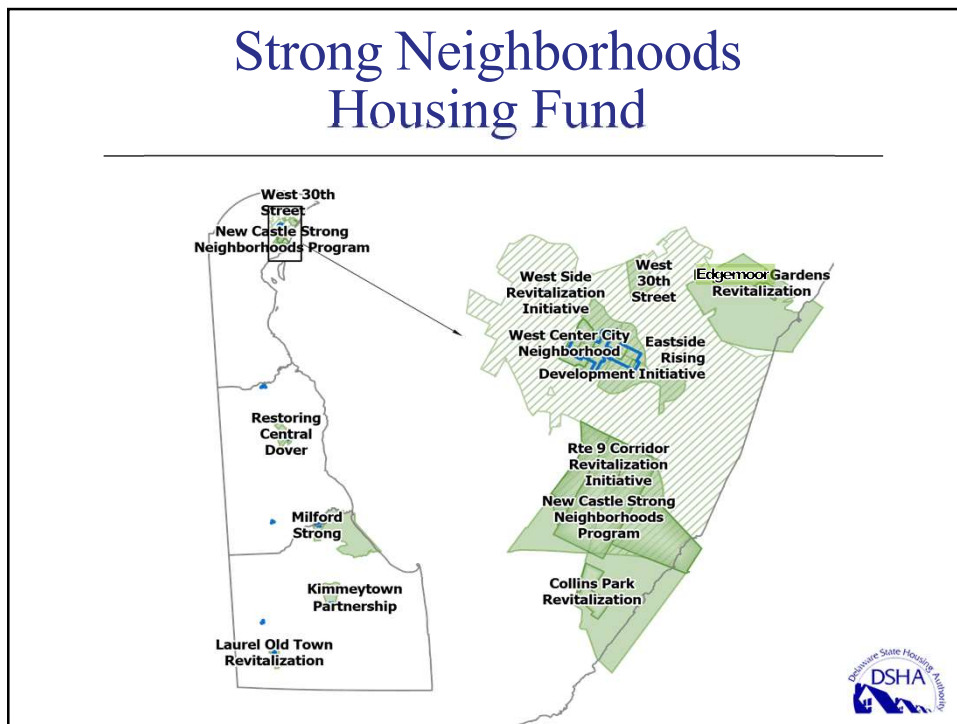 Strong Neighborhoods
Housing Fund
West 30th
Street
New Castle Strong
Neighborhoods Program
Restoring
Central
Dover
Milford
Strong
Kimmeytown
Partnership
Laurel Old Town
Revitalization
West Side
Revitalization
Initiative
West
30th
Street
Edgemoor Gardens
Revitalization
West Center City
Neighborhood
Eastside
Rising
Development Initiative
Rte 9 Corridor
Revitalization
Initiative
New Castle Strong
Neighborhoods
Program
Collins Park
Revitalization
Delaware State Housing Authority
DSHA